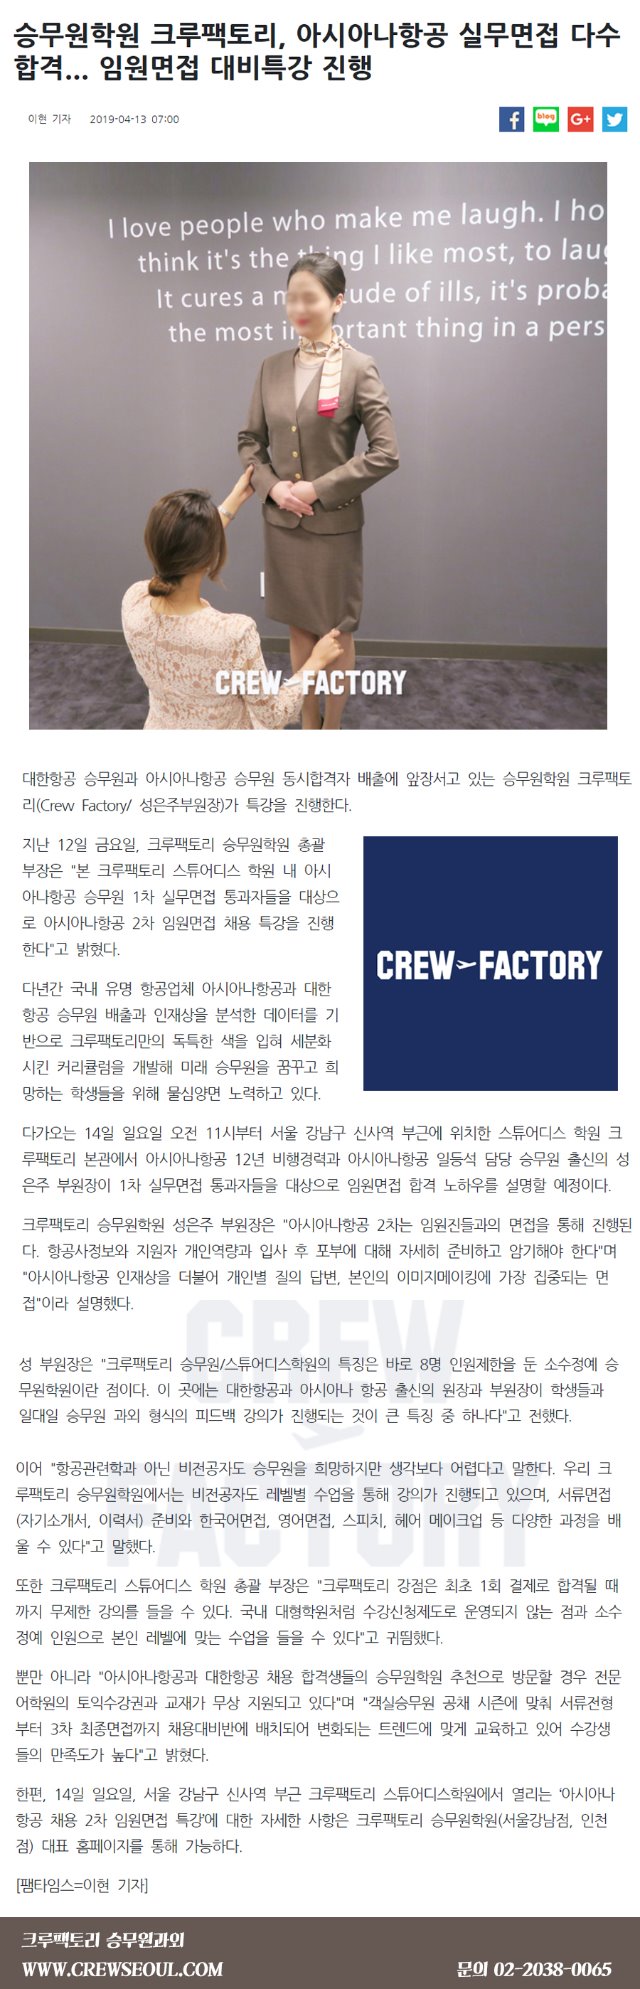 승무원학원 크루팩토리, 아시아나항공 실무면접 다수
합격... 임원면접 대비특강 진행
이현 기자 2019-04-13 07:00
blog
G+
I love people who make me laugh. I ho
think it's the thing I like most, to laug
It cures a m tude of ills, it's proba
the most i ortant thing in a pers
CREW FACTORY
대한항공 승무원과 아시아나항공 승무원 동시합격자 배출에 앞장서고 있는 승무원학원 크루팩토
리(Crew Factory/ 성은주부원장)가 특강을 진행한다.
지난 12일 금요일, 크루팩토리 승무원학원 총괄
부장은 "본 크루팩토리 스튜어디스 학원 내 아시
아나항공 승무원 1차 실무면접 통과자들을 대상으
로 아시아나항공 2차 임원면접 채용 특강을 진행
한다"고 밝혔다.
CREW FACTORY
다년간 국내 유명 항공업체 아시아나항공과 대한
항공 승무원 배출과 인재상을 분석한 데이터를 기
반으로 크루팩토리만의 독특한 색을 입혀 세분화
시킨 커리큘럼을 개발해 미래 승무원을 꿈꾸고 희
망하는 학생들을 위해 물심양면 노력하고 있다.
다가오는 14일 일요일 오전 11시부터 서울 강남구 신사역 부근에 위치한 스튜어디스 학원 크
루팩토리 본관에서 아시아나항공 12년 비행경력과 아시아나항공 일등석 담당 승무원 출신의 성
은주 부원장이 1차 실무면접 통과자들을 대상으로 임원면접 합격 노하우를 설명할 예정이다.
크루팩토리 승무원학원 성은주 부원장은 "아시아나항공 2차는 임원진들과의 면접을 통해 진행된
다. 항공사정보와 지원자 개인역량과 입사 후 포부에 대해 자세히 준비하고 암기해야 한다"며
"아시아나항공 인재상을 더불어 개인별 질의 답변, 본인의 이미지메이킹에 가장 집중되는 면
접"이라 설명했다.
CREW
FACTORY
성 부원장은 "크루팩토리 승무원/스튜어디스학원의 특징은 바로 8명 인원제한을 둔 소수정예 승
무원학원이란 점이다. 이 곳에는 대한항공과 아시아나 항공 출신의 원장과 부원장이 학생들과
일대일 승무원 과외 형식의 피드백 강의가 진행되는 것이 큰 특징 중 하나다"고 전했다.
이어 "항공관련학과 아닌 비전공자도 승무원을 희망하지만 생각보다 어렵다고 말한다. 우리 크
루팩토리 승무원학원에서는 비전공자도 레벨별 수업을 통해 강의가 진행되고 있으며, 서류면접
(자기소개서, 이력서) 준비와 한국어면접, 영어면접, 스피치, 헤어 메이크업 등 다양한 과정을 배
울 수 있다"고 말했다.
또한 크루팩토리 스튜어디스 학원 총괄 부장은 "크루팩토리 강점은 최초 1회 결제로 합격될 때
까지 무제한 강의를 들을 수 있다. 국내 대형학원처럼 수강신청제도로 운영되지 않는 점과 소수
정예 인원으로 본인 레벨에 맞는 수업을 들을 수 있다"고 귀띔했다.
뿐만 아니라 "아시아나항공과 대한항공 채용 합격생들의 승무원학원 추천으로 방문할 경우 전문
어학원의 토익수강권과 교재가 무상 지원되고 있다"며 "객실승무원 공채 시즌에 맞춰 서류전형
부터 3차 최종면접까지 채용대비반에 배치되어 변화되는 트렌드에 맞게 교육하고 있어 수강생
들의 만족도가 높다"고 밝혔다.
한편, 14일 일요일, 서울 강남구 신사역 부근 크루팩토리 스튜어디스학원에서 열리는 '아시아나
항공 채용 2차 임원면접 특강'에 대한 자세한 사항은 크루팩토리 승무원학원(서울강남점, 인천
점) 대표 홈페이지를 통해 가능하다.
[팸타임스=이현 기자]
크루팩토리 승무원과외
WWW.CREWSEOUL.COM
문의 02-2038-0065